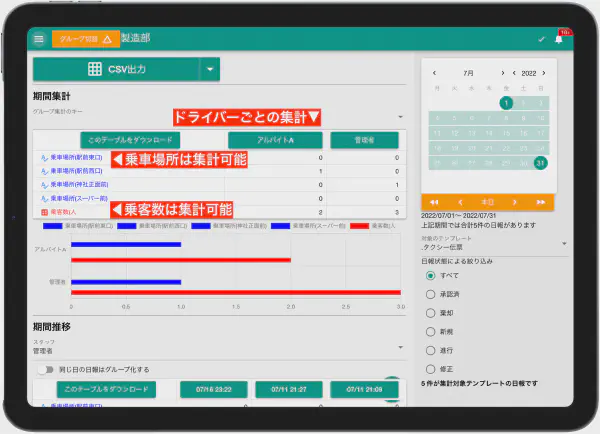 グループ切替 製造部
10+
CSV出力
期間集計
グループ集計のキー
ドライバーごとの集計▼
このテーブルをダウンロード アルバイトA 管理者
乗車場所(駅前東口) ◀乗車場所は集計可能 0 0
乗車場所(駅前西口) 1 0
乗車場所(神社正面前) 0 1
乗車場所(スーパー前) 0 0
乗客数(人 ◀乗客数は集計可能 2 3
乗車場所(駅前東口) 乗車場所(駅前西口) 乗車場所(神社正面前) 乗車場所(スーパー前) 乗客数(人
アルバイトA
管理者
0 0.5 1.0 1.5 2.0 2.5 3.0
期間推移
スタッフ
管理者
同じ日の日報はグループ化する
このテーブルをダウンロード 07/16 23:22 07/11 21:27 07/11 21:09
乗車場所(駅前東口) 0 0 0
7月 2022
月 火 水 木 金 土 日
1 2 3
4 5 6 7 8 9 10
11 12 13 14 15 16 17
18 19 20 21 22 23 24
25 26 27 28 29 30 31
本日
2022/07/01〜 2022/07/31
上記期間では合計5件の日報があります
対象のテンプレート
.タクシー伝票
日報状態による絞り込み
すべて
承認済
棄却
新規
進行
修正
5 件が集計対象テンプレートの日報です